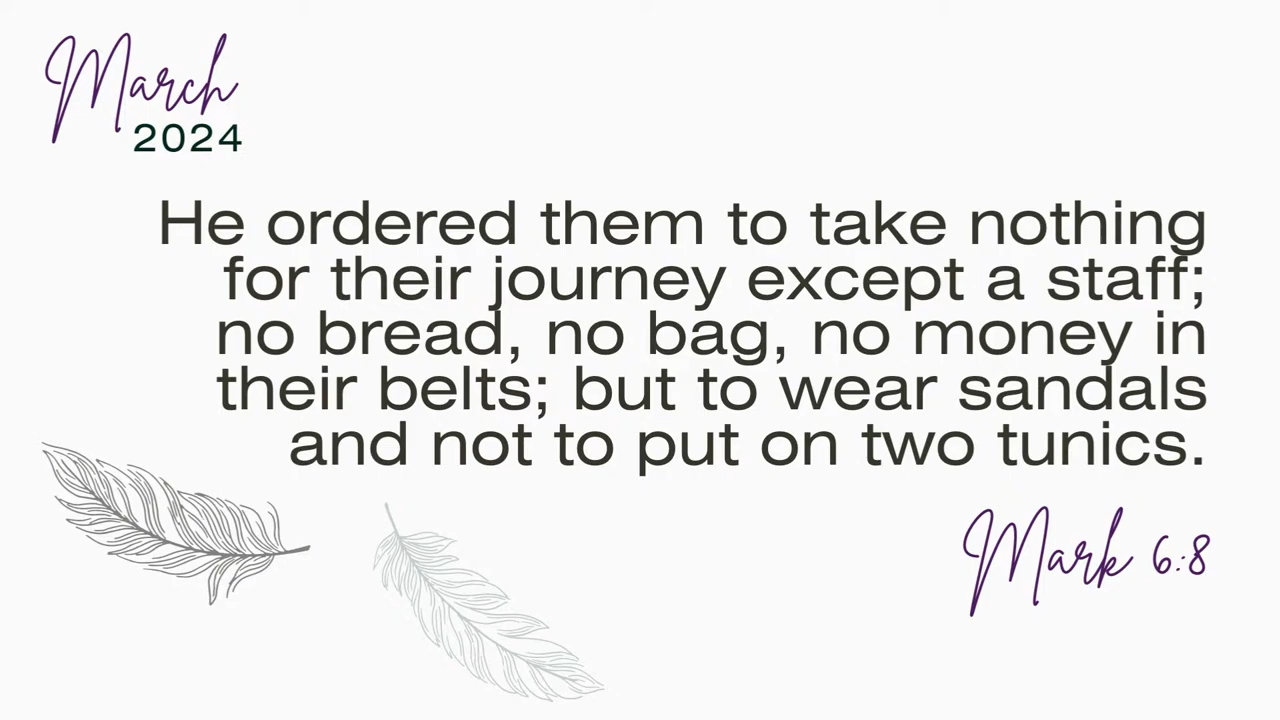 March
2024
He ordered them to take nothing
for their journey except a staff;
no bread, no bag, no money in
their belts; but to wear sandals
and not to put on two tunics.
Mark 6:8